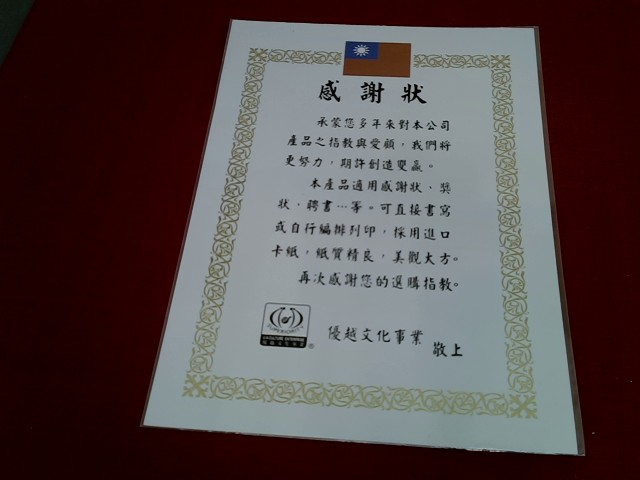 感謝狀
承蒙您多年來對本公司
產品之指教與愛顧，我們將
更努力，期許創造雙贏。
本產品適用感謝狀、獎
狀、聘書…等。可直接書寫
或自行編排列印，採用進口
卡紙，紙質精良，美觀大方。
再次感謝您的選購指教。
優越文化事業 敬上